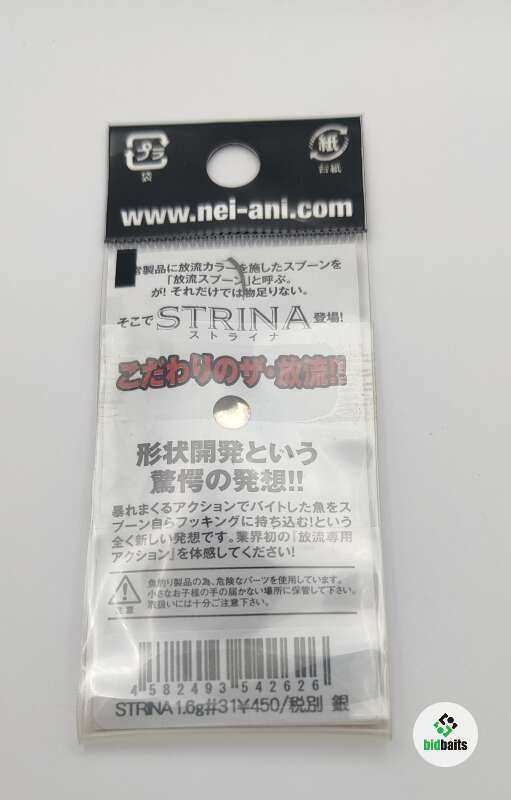 プラ
袋
紙
台紙
www.nei-ani.com
製品に放流カラーを施したスプーンを
「放流スプーン」と呼ぶ。
が! それだけでは物足りない。
そこで STRINA 登場!
ストライナ
こだわりのザ・放流!!
形状開発という
驚愕の発想!!
暴れまくるアクションでバイトした魚をス
プーン自らフッキングに持ち込む!という
全く新しい発想です。業界初の「放流専用
アクション」を体感してください!
魚釣り製品の為、危険なパーツを使用しています。
小さなお子様の手の届かない場所に保管して下さい。
取扱いには十分ご注意下さい。
注意
4 582493 542626
STRINA 1.6g#31¥450/税別 銀
bidbaits